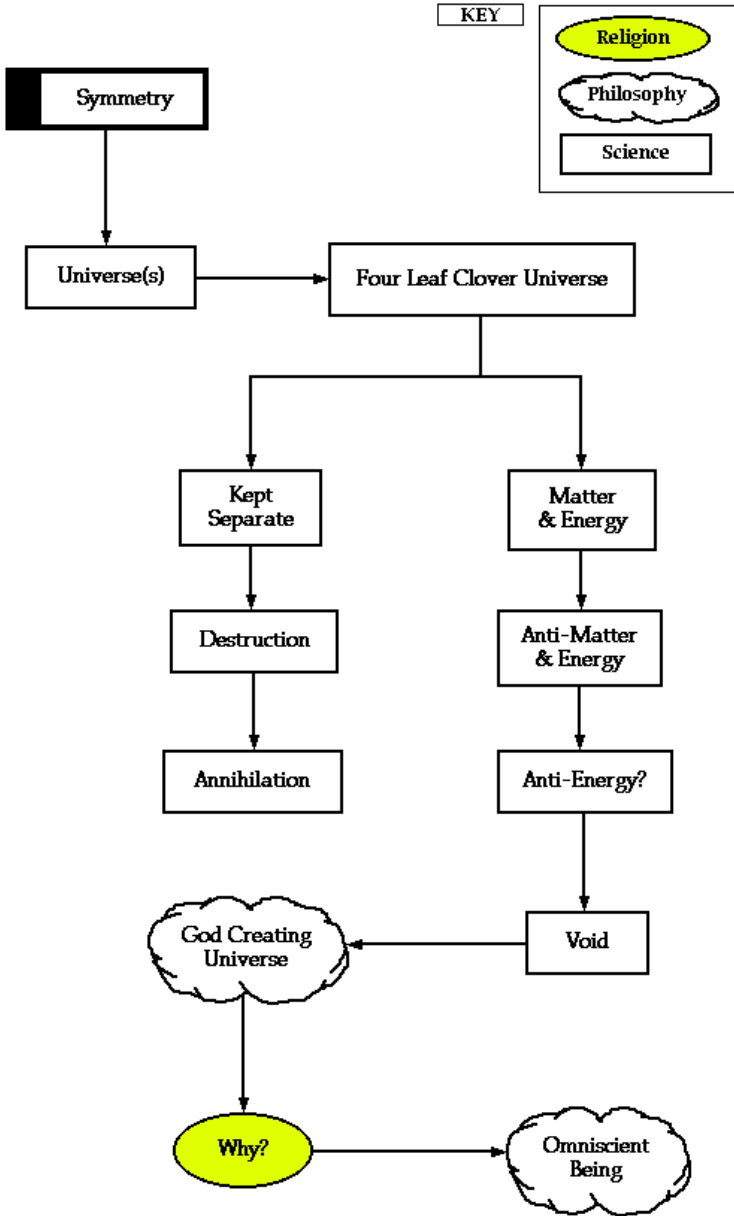 KEY
Religion
Philosophy
Science
Symmetry
Universe(s)
Four Leaf Clover Universe
Kept
Separate
Matter
& Energy
Destruction
Anti-Matter
& Energy
Annihilation
Anti-Energy?
God Creating
Universe
Void
Why?
Omniscient
Being